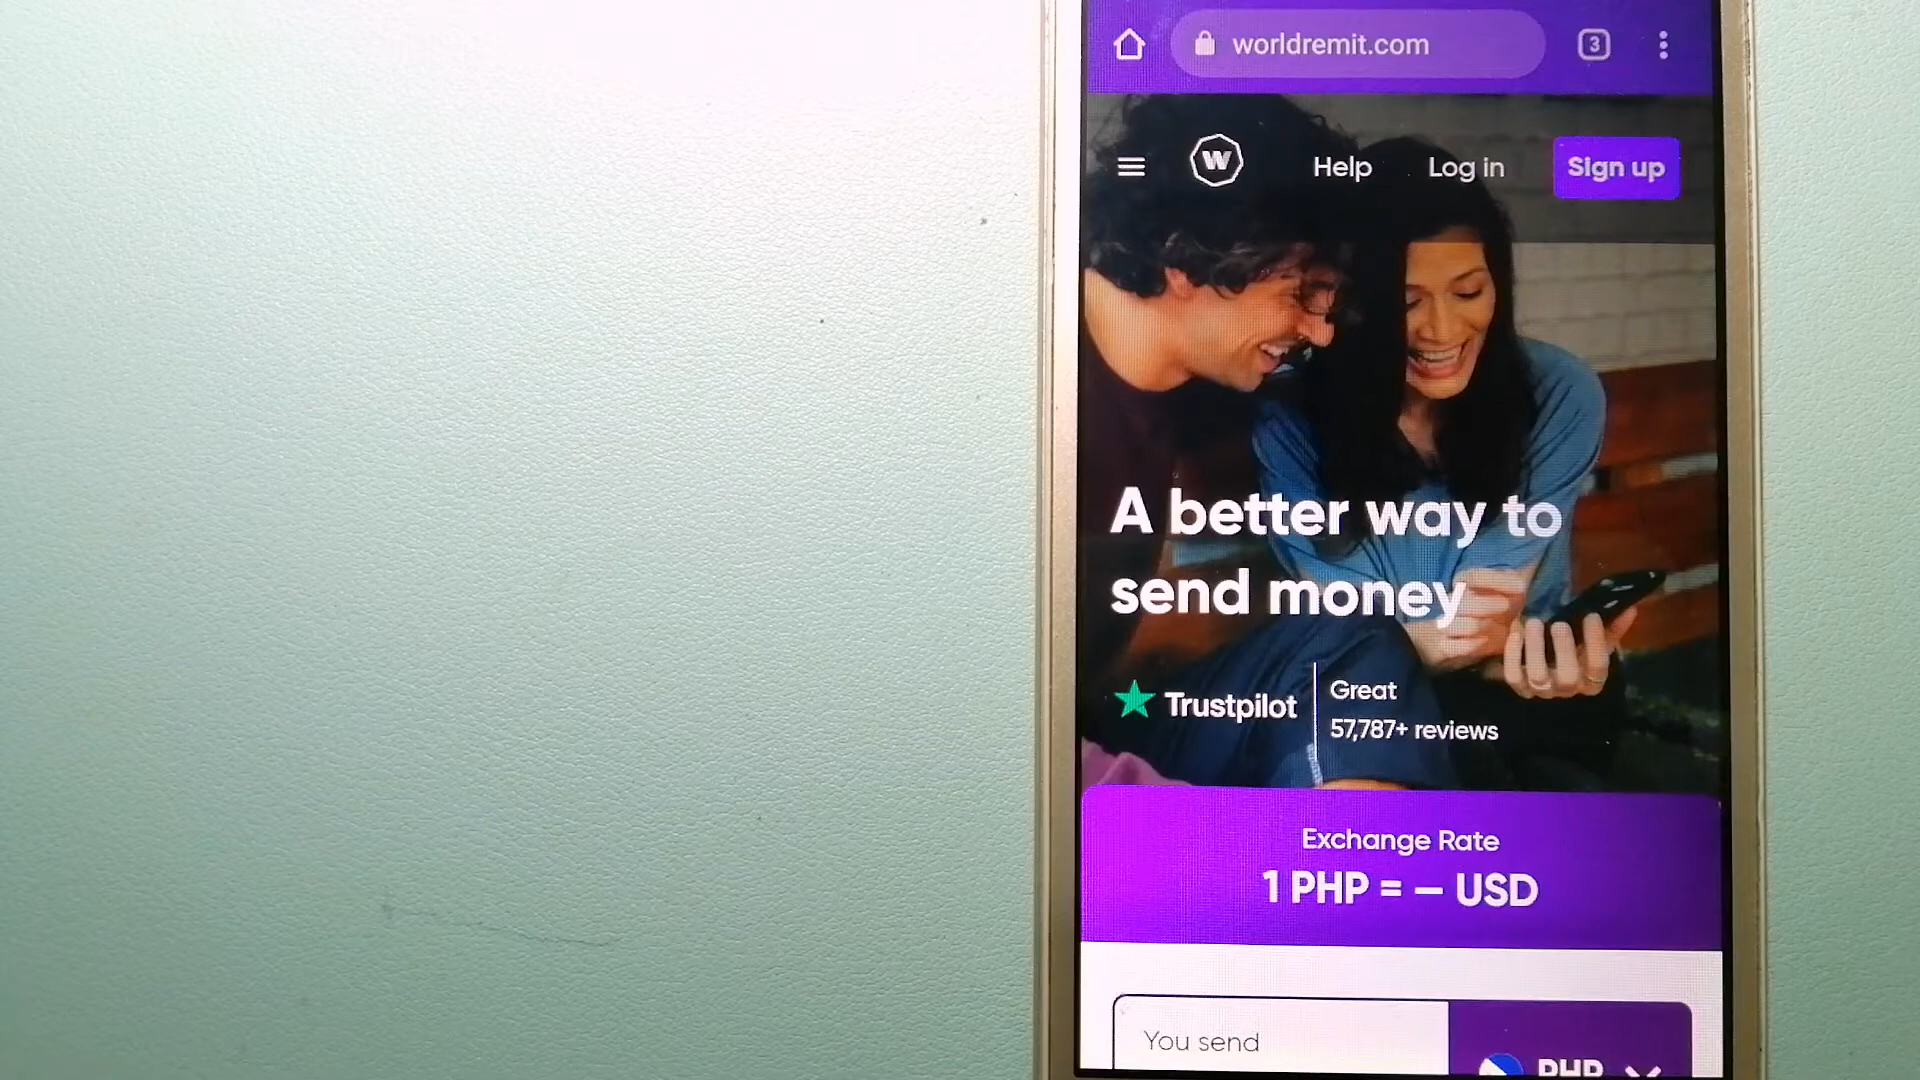 worldremit.com
3
W
Help
Log in
Sign up
A better way to
send money
Trustpilot
Great
57,787+ reviews
Exchange Rate
1 PHP = — USD
You send
PHP